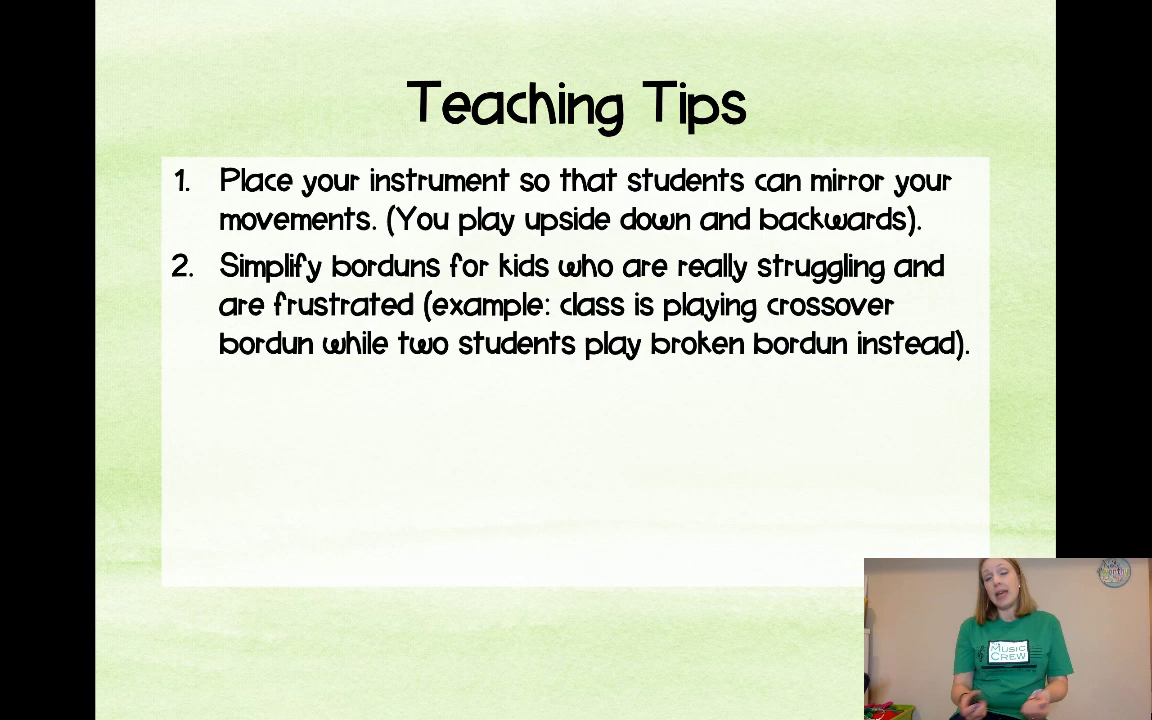 Teaching Tips
1. Place your instrument so that students can mirror your
movements. (You play upside down and backwards).
2. Simplify borduns for kids who are really struggling and
are frustrated (example: class is playing crossover
bordun while two students play broken bordun instead).
MUSIC
CREW